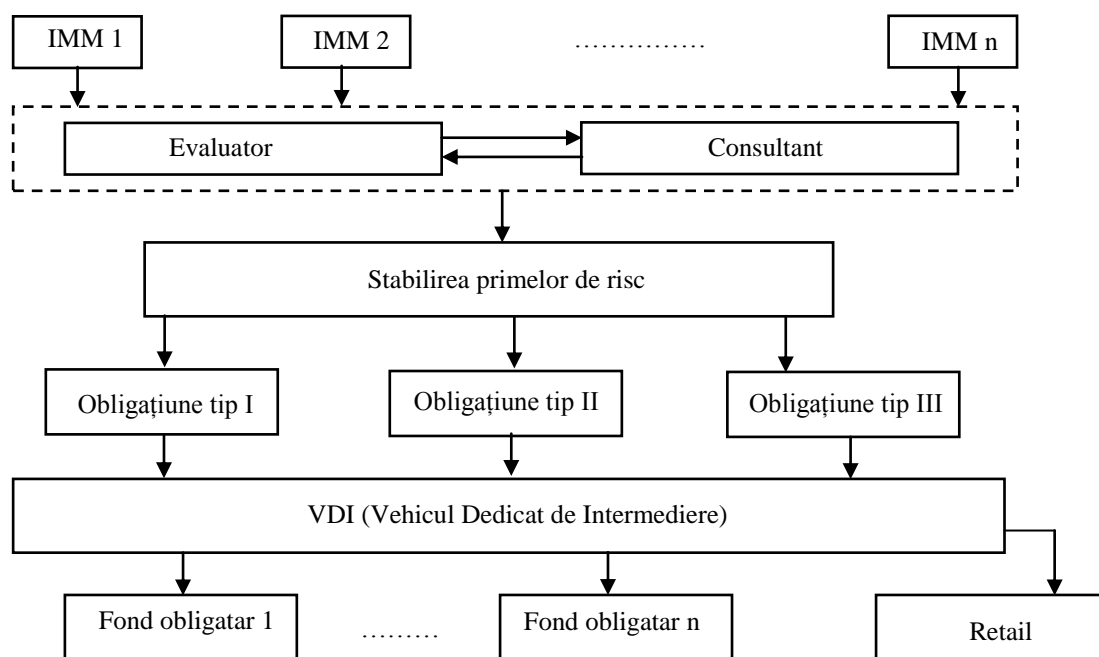 IMM 1
IMM 2
……………
IMM n
Evaluator
Consultant
Stabilirea primelor de risc
Obligațiune tip I
Obligațiune tip II
Obligațiune tip III
VDI (Vehicul Dedicat de Intermediere)
Fond obligatar 1
………
Fond obligatar n
Retail